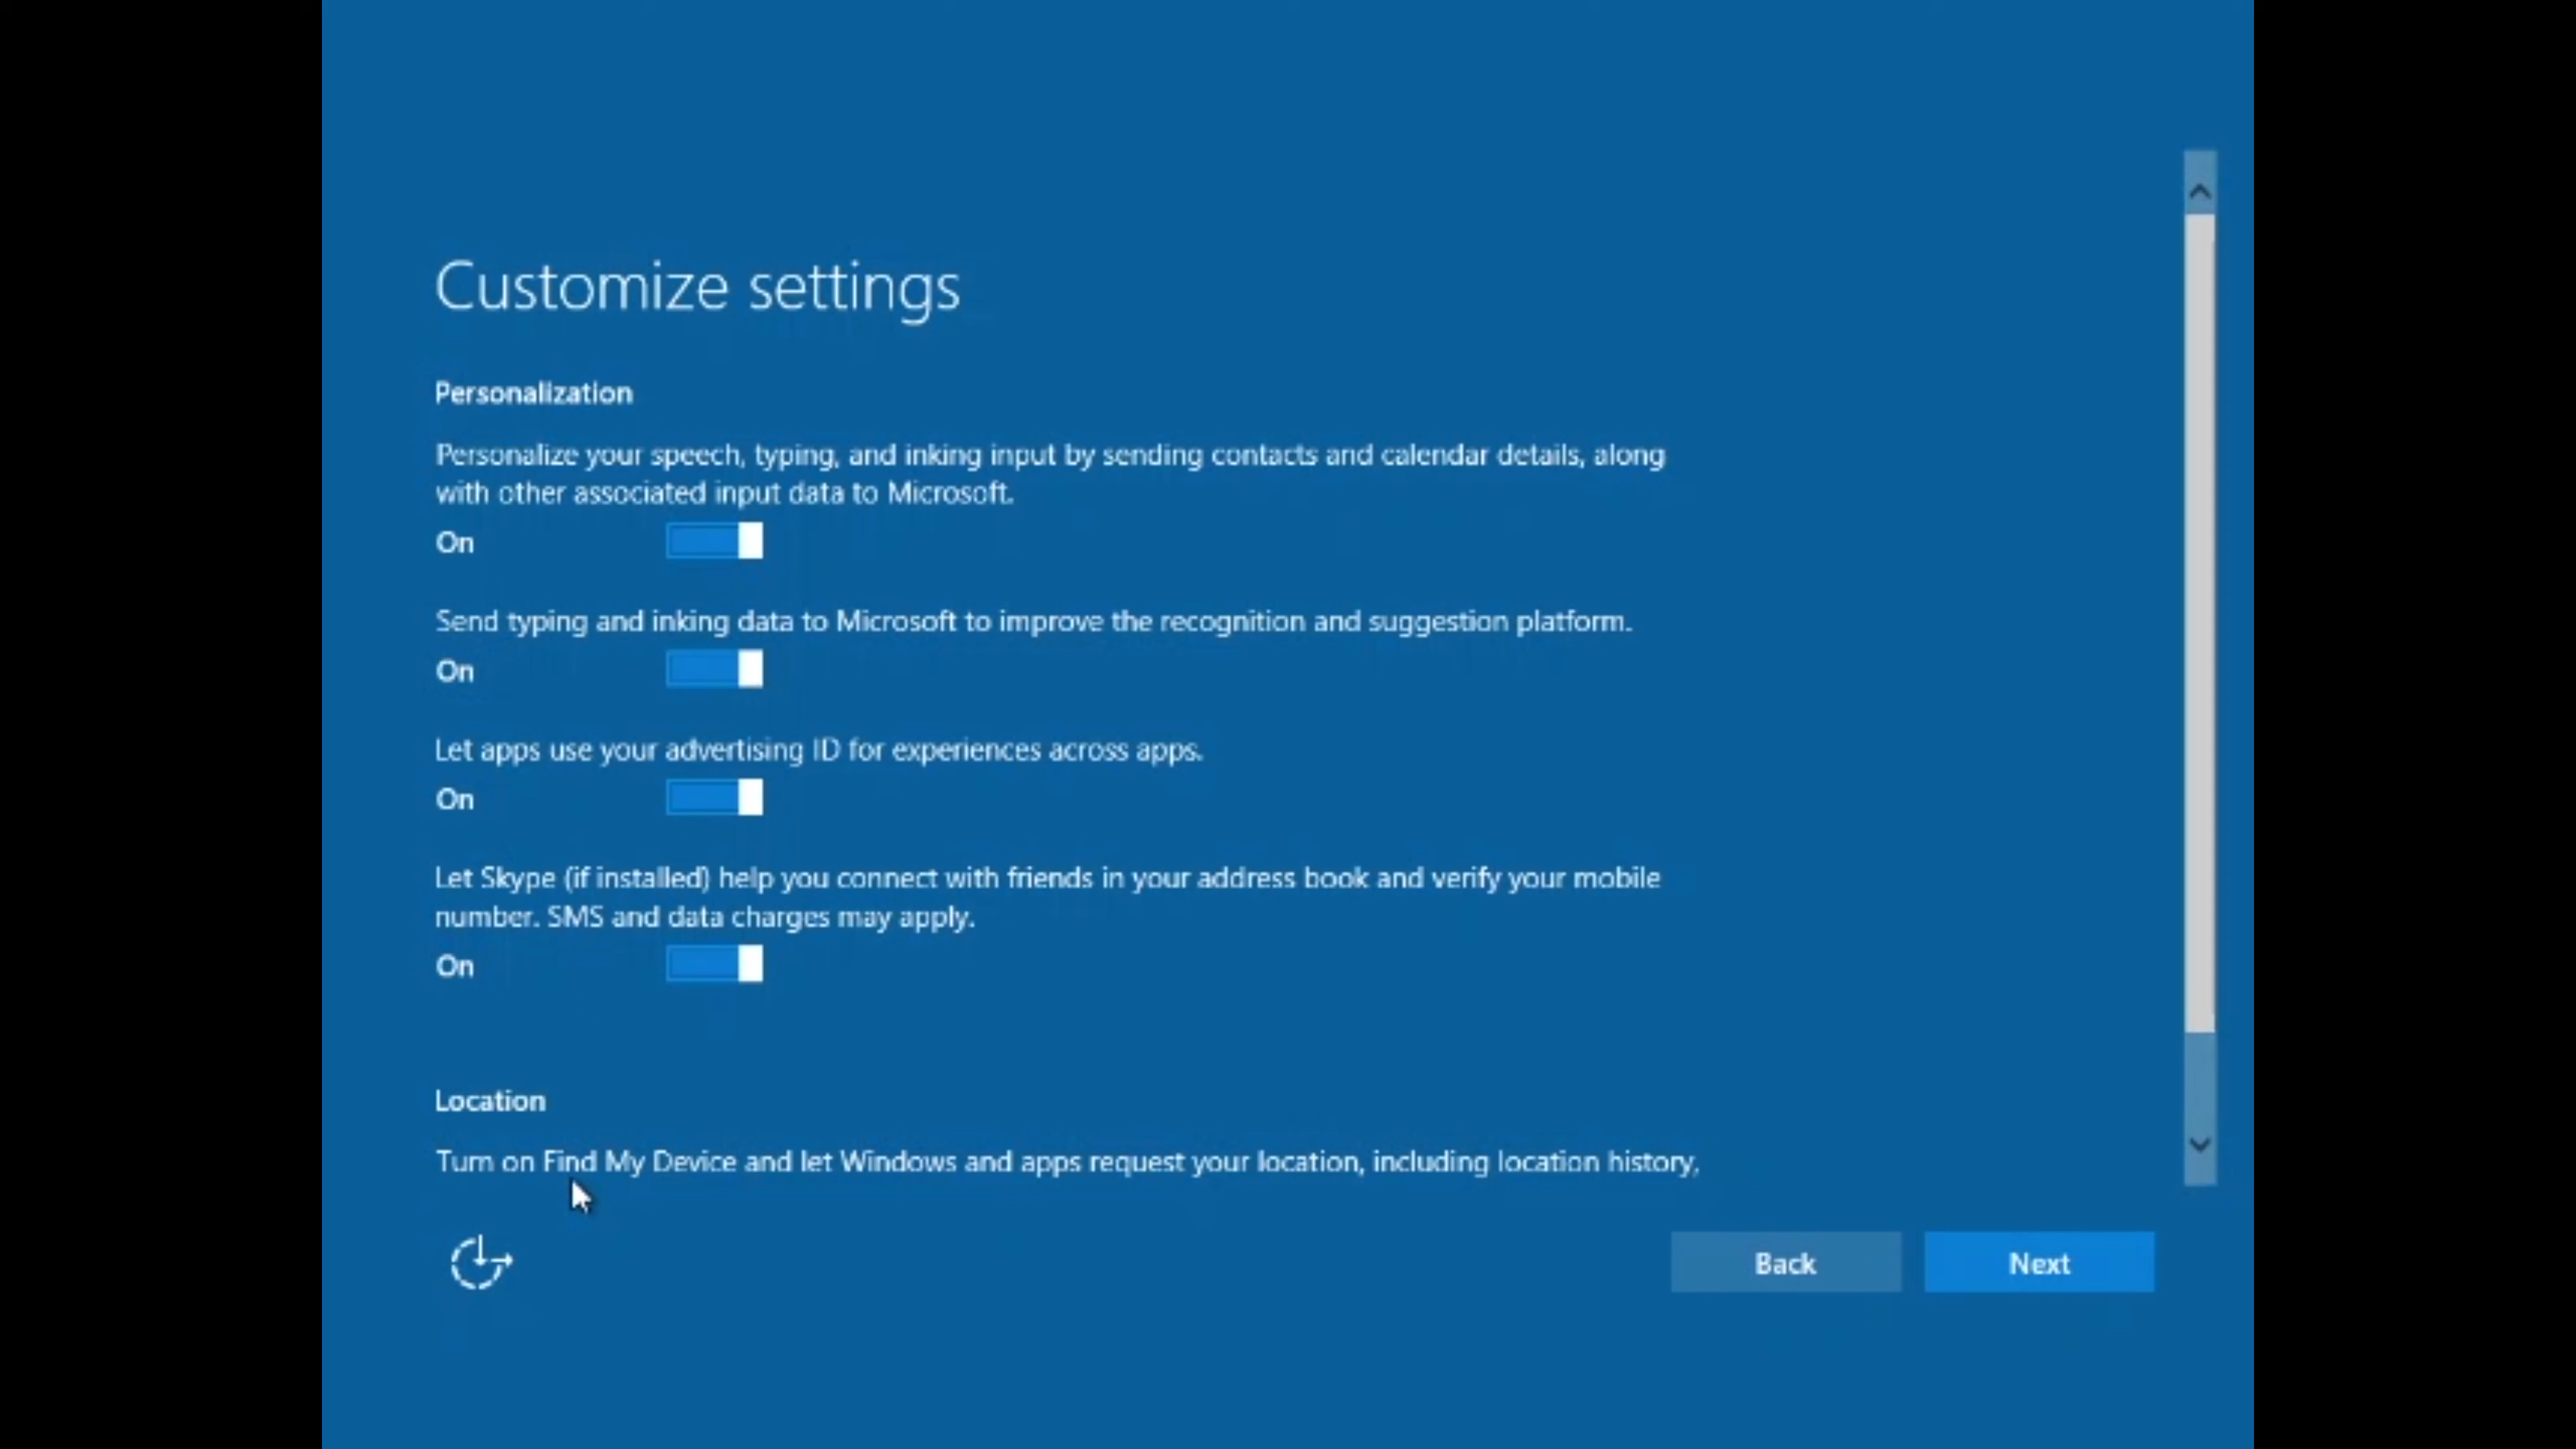 Customize settings
Personalization
Personalize your speech, typing, and inking input by sending contacts and calendar details, along
with other associated input data to Microsoft.
On
Send typing and inking data to Microsoft to improve the recognition and suggestion platform.
On
Let apps use your advertising ID for experiences across apps.
On
Let Skype (if installed) help you connect with friends in your address book and verify your mobile
number. SMS and data charges may apply.
On
Location
Turn on Find My Device and let Windows and apps request your location, including location history,
Back
Next